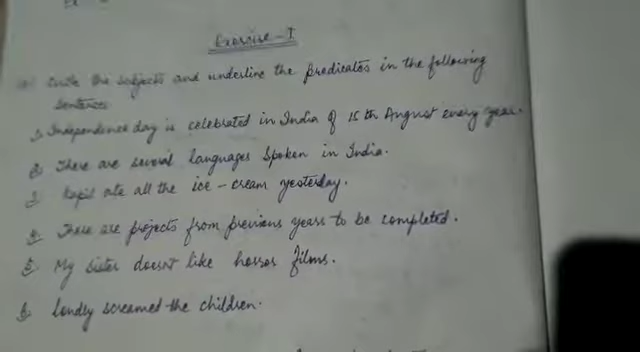 Exercise - I
Circle the subjects and underline the predicates in the following
sentences
1) Independence day is celebrated in India of 15th August every year.
2) There are several languages spoken in India.
3) Kapil ate all the ice-cream yesterday.
4) There are projects from previous years to be completed.
5) My sister doesnt like horror films.
6) Loudly screamed the children.